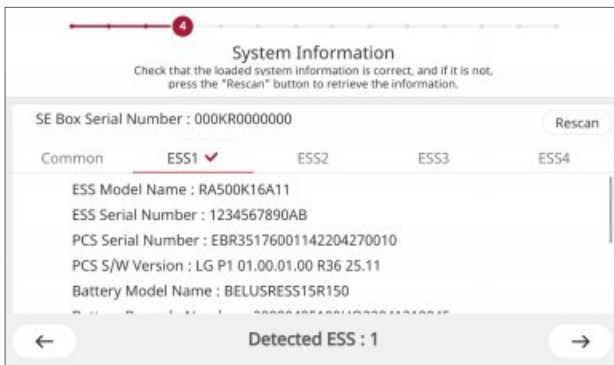 4
System Information
Check that the loaded system information is correct, and if it is not,
press the "Rescan" button to retrieve the information.
SE Box Serial Number : 000KR0000000
Rescan
Common ESS1 ESS2 ESS3 ESS4
ESS Model Name : RA500K16A11
ESS Serial Number : 1234567890AB
PCS Serial Number : EBR35176001142204270010
PCS S/W Version : LG P1 01.00.01.00 R36 25.11
Battery Model Name : BELUSRESS15R150
Detected ESS : 1